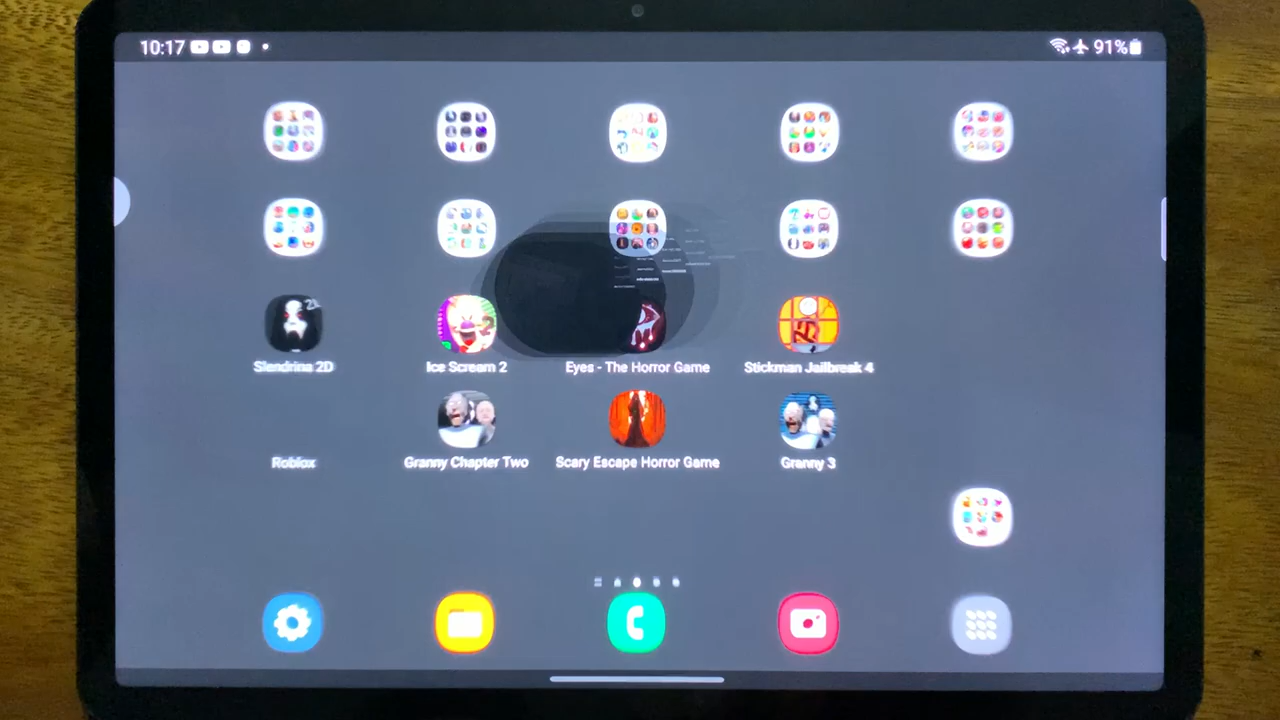 10:17
91%
Slendrina 2D
Ice Scream 2
Eyes - The Horror Game
Stickman Jailbreak 4
Roblox
Granny Chapter Two
Scary Escape Horror Game
Granny 3